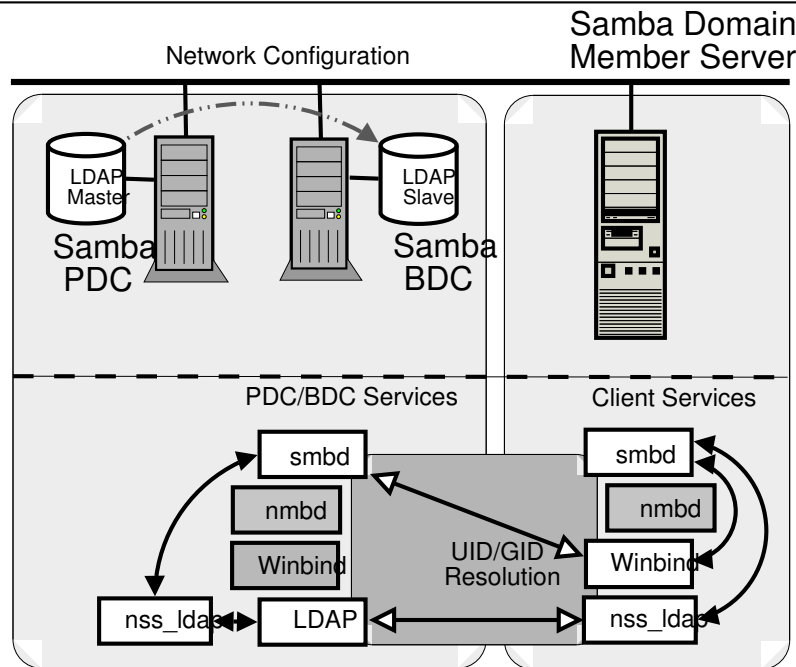 Samba Domain
Member Server
Network Configuration
LDAP
Master
LDAP
Slave
Samba
PDC
Samba
BDC
PDC/BDC Services
Client Services
smbd
nmbd
Winbind
nss_ldap
LDAP
UID/GID
Resolution
smbd
nmbd
Winbind
nss_ldap